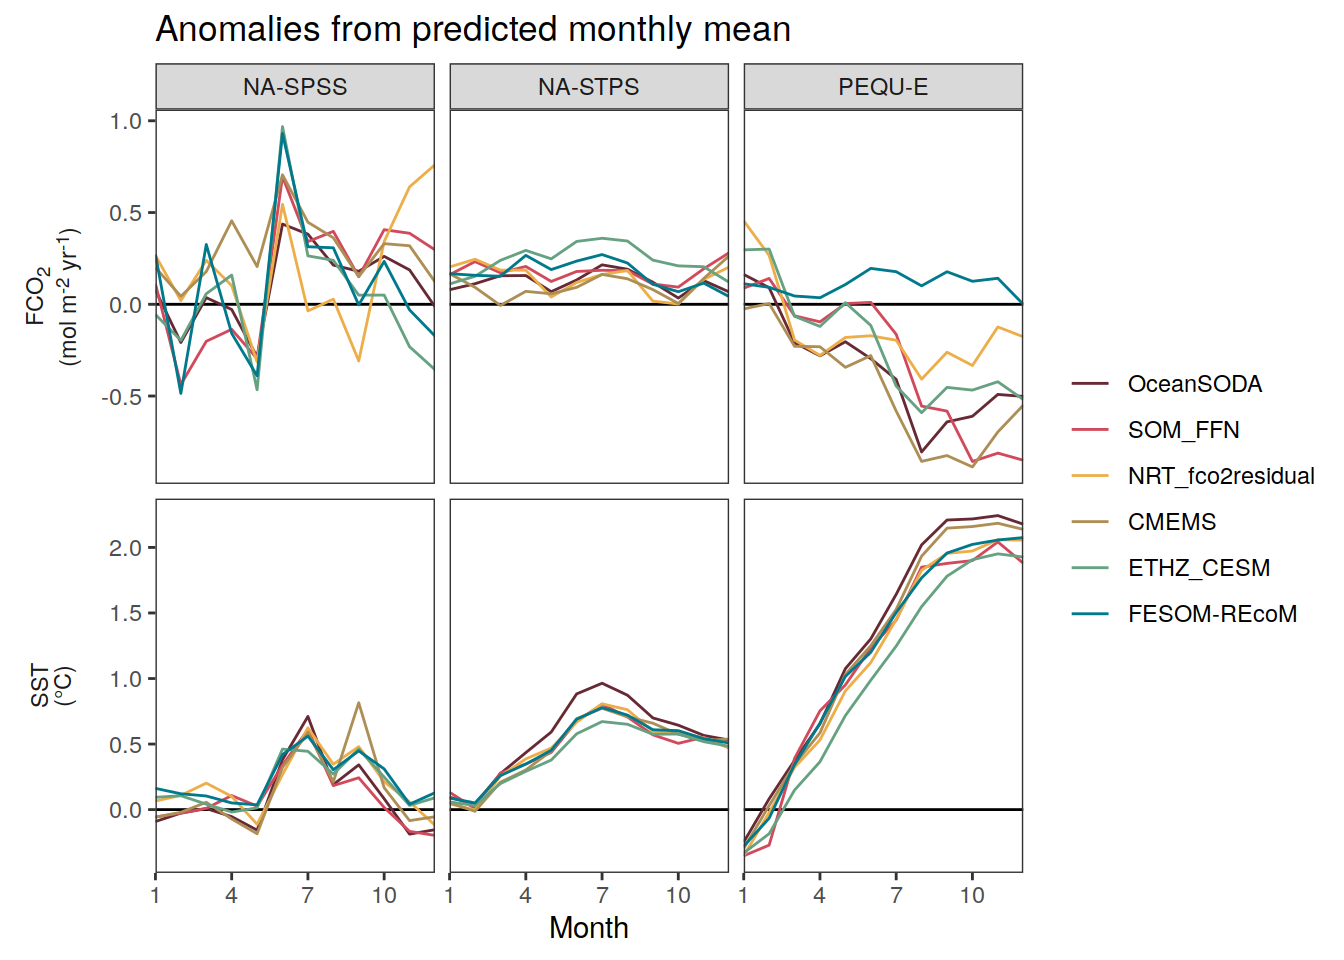 Anomalies from predicted monthly mean
NA-SPSS NA-STPS PEQU-E
1.0
0.5
0.0
-0.5
FCO₂
(mol m⁻² yr⁻¹)
2.0
1.5
1.0
0.5
0.0
SST
(°C)
1 4 7 10 1 4 7 10 1 4 7 10
Month
OceanSODA
SOM_FFN
NRT_fco2residual
CMEMS
ETHZ_CESM
FESOM-REcoM